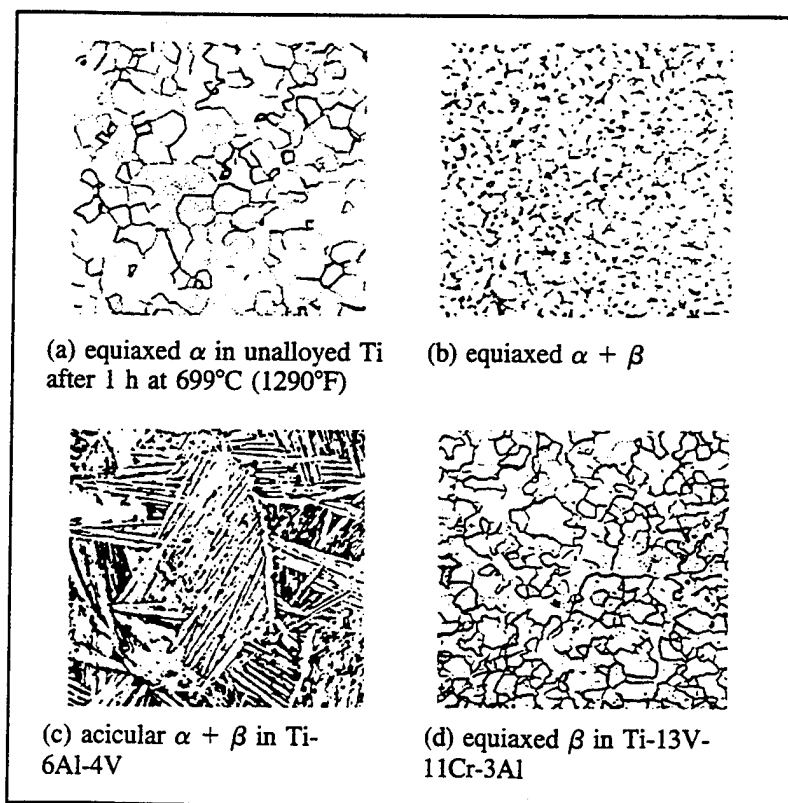 (a) equiaxed α in unalloyed Ti
after 1 h at 699°C (1290°F)
(b) equiaxed α + β
(c) acicular α + β in Ti-
6Al-4V
(d) equiaxed β in Ti-13V-
11Cr-3Al